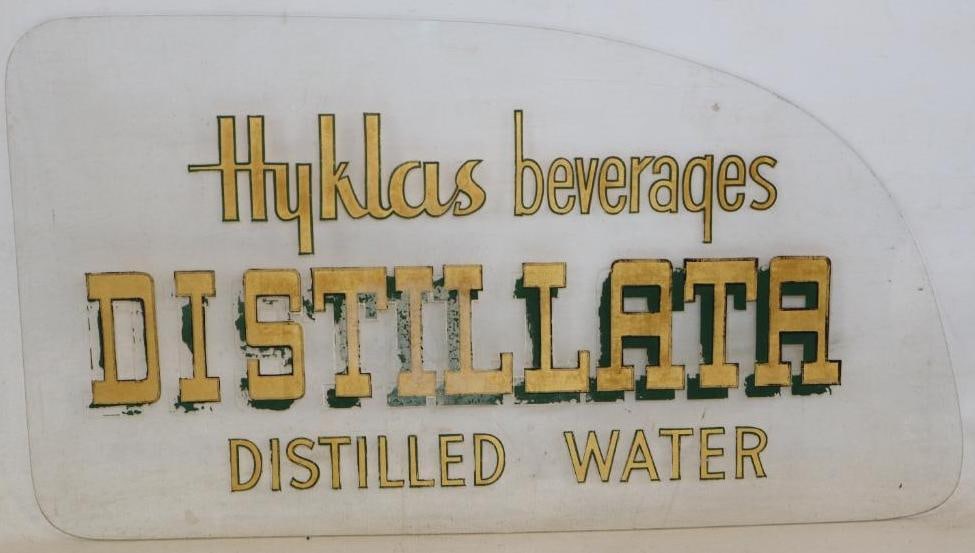 Hyklas beverages
DISTILLATA
DISTILLED WATER